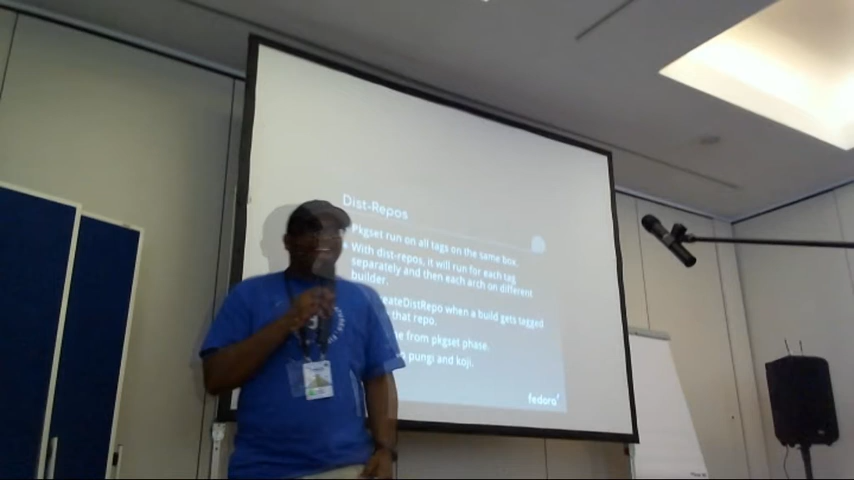 Dist-Repos
Pkgset run on all tags on the same box.
With dist-repos, it will run for each tag
separately and then each arch on different
builder.
eateDistRepo when a build gets tagged
that repo.
from pkgset phase.
pungi and koji.
fedora